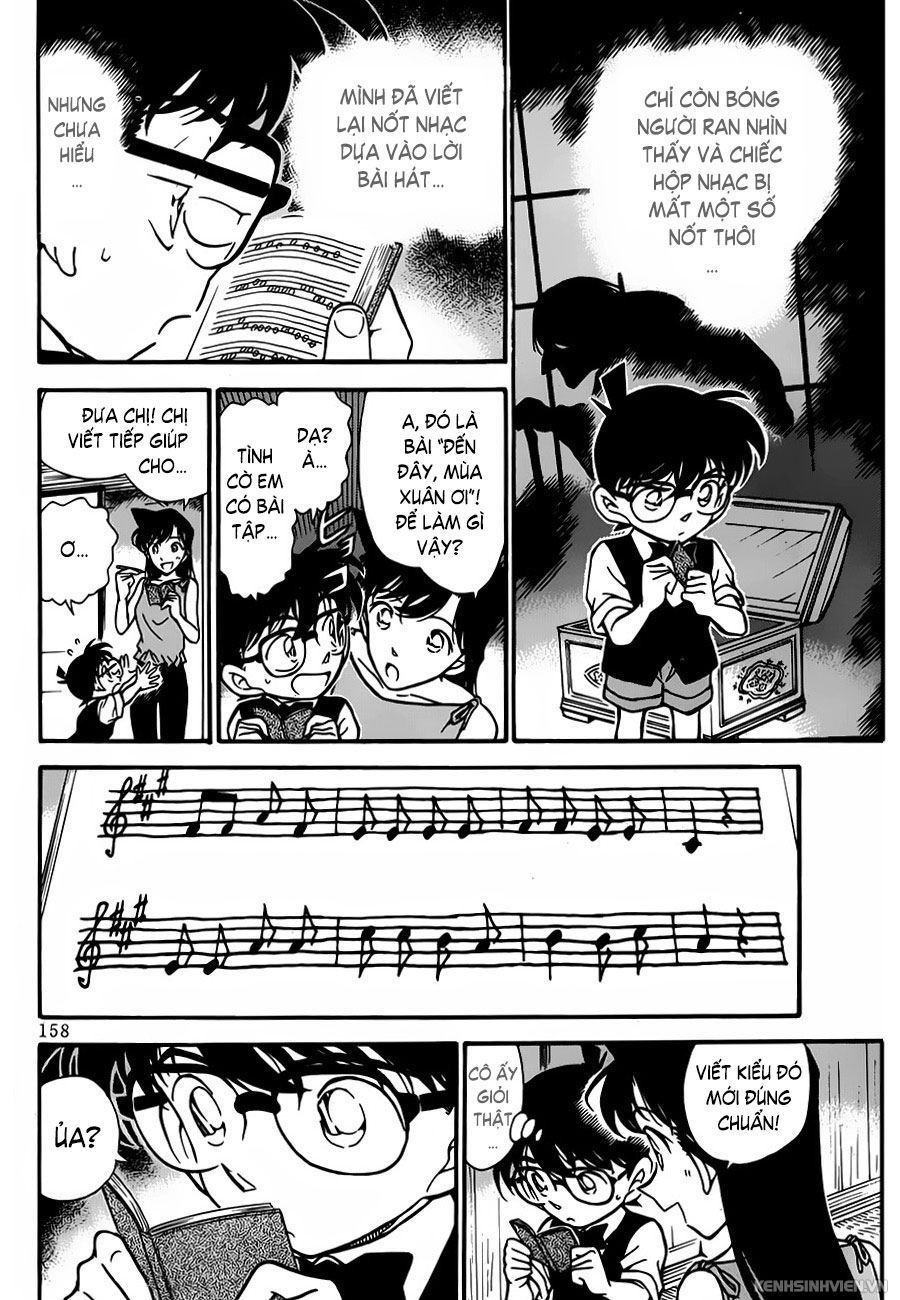 NHƯNG
CHƯA
HIỂU
...
MÌNH ĐÃ VIẾT
LẠI NỐT NHẠC
DỰA VÀO LỜI
BÀI HÁT...
CHỈ CÒN BÓNG
NGƯỜI RAN NHÌN
THẤY VÀ CHIẾC
HỘP NHẠC BỊ
MẤT MỘT SỐ
NỐT THÔI
...
ĐƯA CHỊ! CHỊ
VIẾT TIẾP GIÚP
CHO...
Ơ...
A, ĐÓ LÀ
BÀI "ĐẾN
ĐÂY, MÙA
XUÂN ƠI"!
ĐỂ LÀM GÌ
VẬY?
DẠ?
À...
TÌNH
CỜ EM
CÓ BÀI
TẬP...
158
ỦA?
VIẾT KIỂU ĐÓ
MỚI ĐÚNG
CHUẨN!
CÔ ẤY
GIỎI
THẬT
...
KENHSINHVIEN.VN